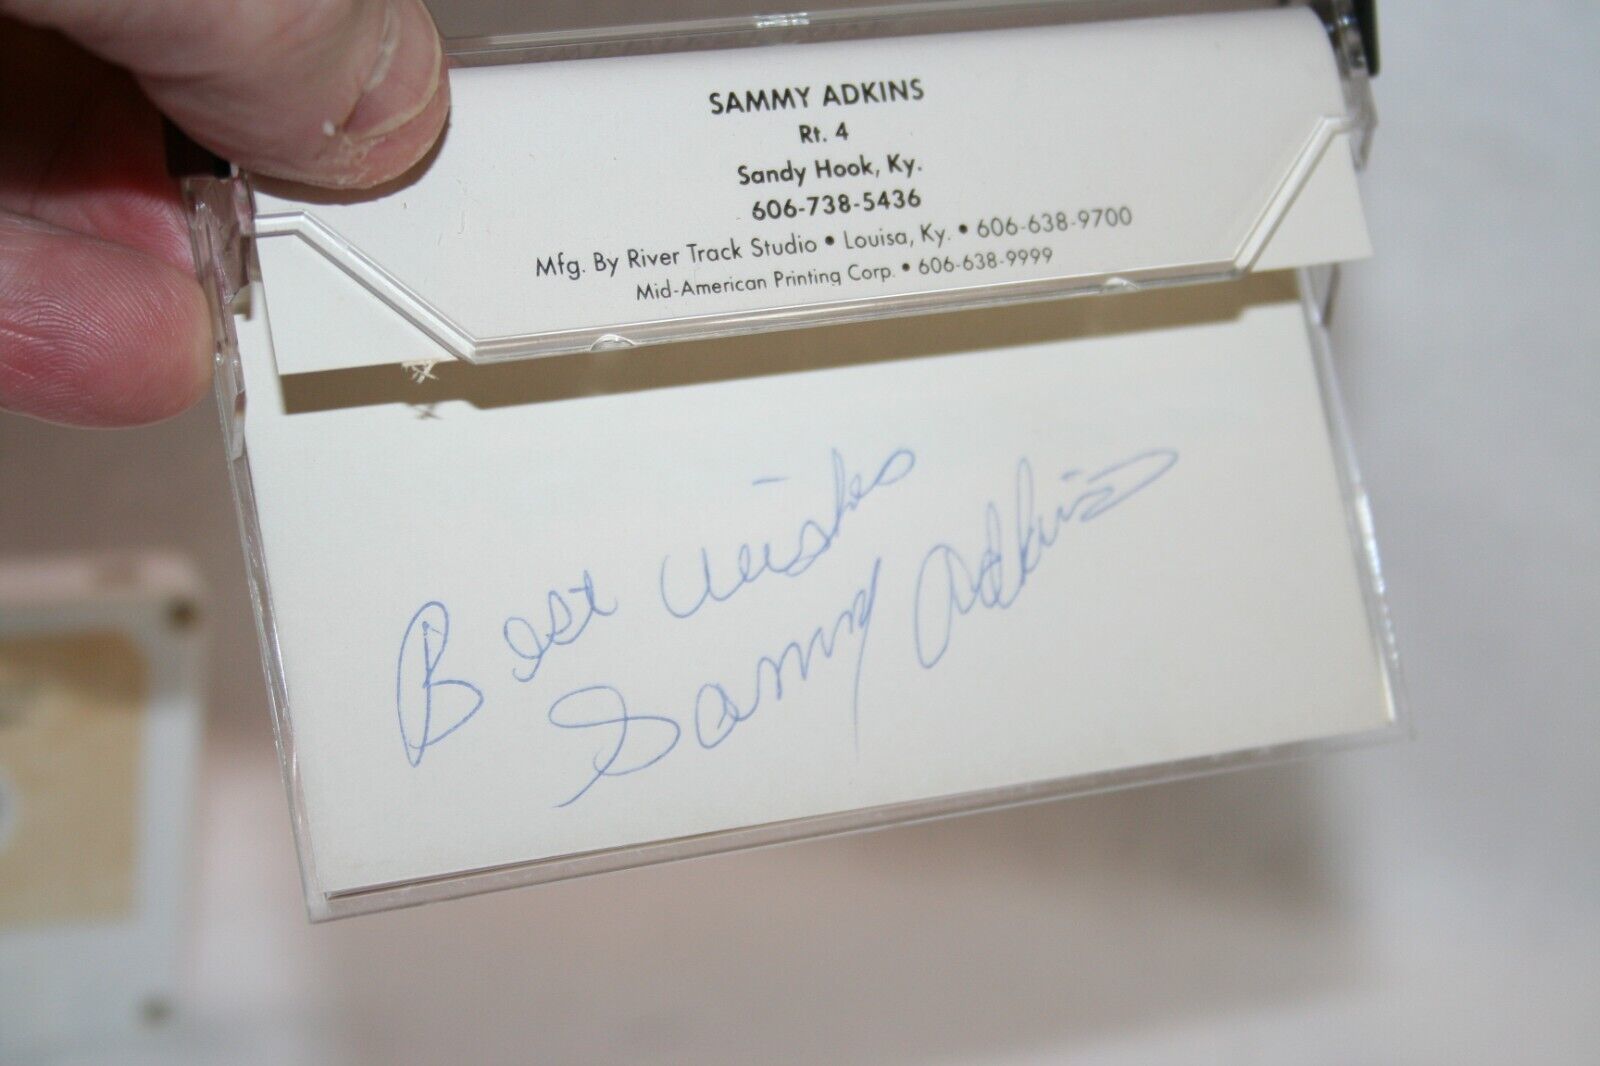 SAMMY ADKINS
Rt. 4
Sandy Hook, Ky.
606-738-5436
Mfg. By River Track Studio • Louisa, Ky. • 606-638-9700
Mid-American Printing Corp. • 606-638-9999
Best Wishes
Sammy Adkins